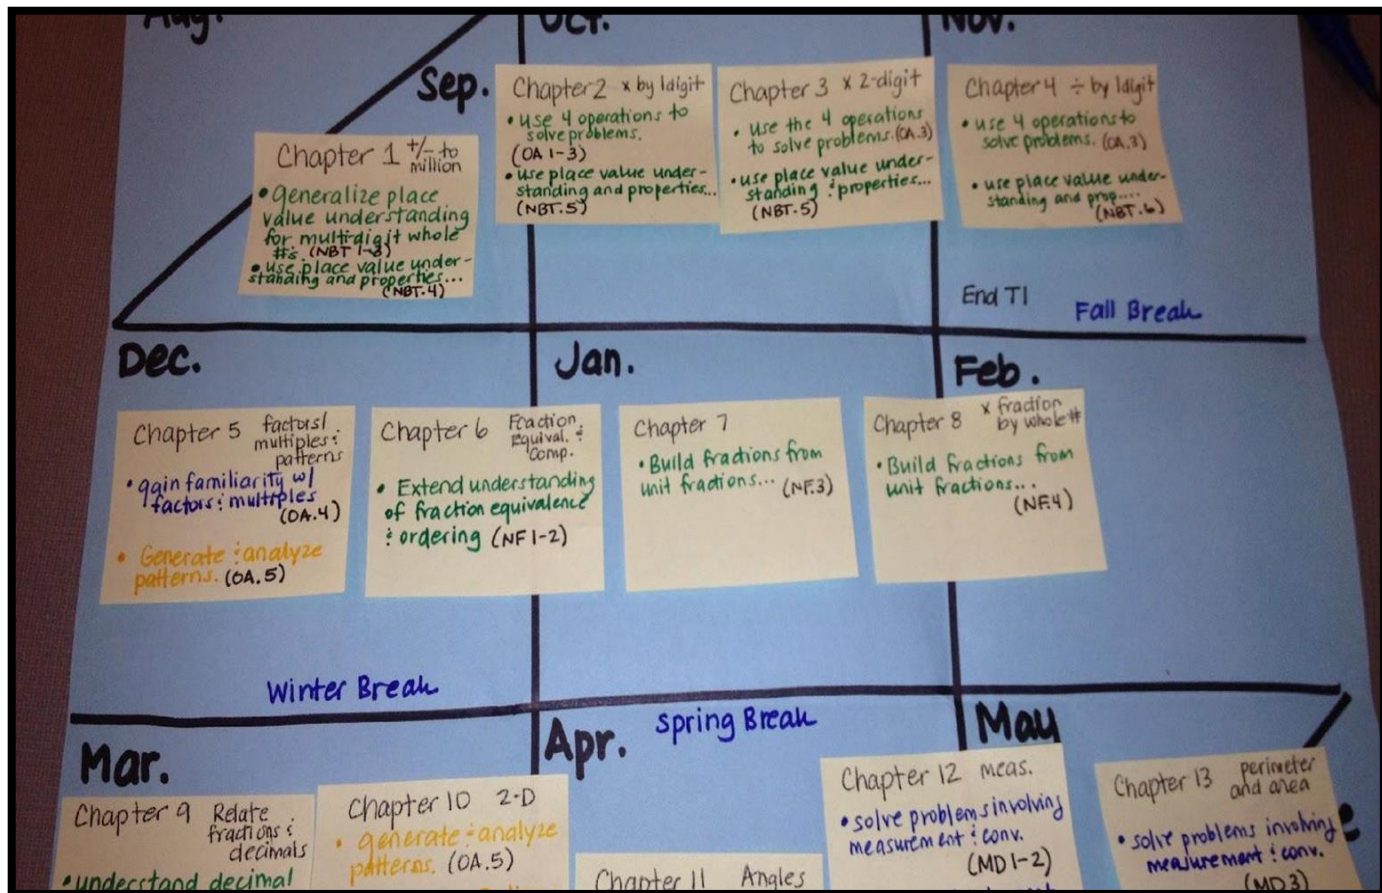 Aug.
Sep.
Oct.
Nov.
Chapter 1 +/- to
million
• Generalize place
value understanding
for multi-digit whole
#s. (NBT 1-3)
• use place value under-
standing and properties...
(NBT.4)
Chapter 2 x by 1digit
• use 4 operations to
solve problems.
(OA 1-3)
• use place value under-
standing and properties...
(NBT.5)
Chapter 3 x 2-digit
• use the 4 operations
to solve problems. (OA.3)
• use place value under-
standing & properties...
(NBT.5)
Chapter 4 ÷ by 1digit
• use 4 operations to
solve problems. (OA.3)
• use place value under-
standing and prop....
(NBT.6)
End T1
Fall Break
Dec.
Chapter 5 factors/
multiples &
patterns
• gain familiarity w/
factors & multiples
(OA.4)
• Generate & analyze
patterns. (OA.5)
Chapter 6 Fraction
Equival. &
Comp.
• Extend understanding
of fraction equivalence
& ordering (NF 1-2)
Winter Break
Jan.
Chapter 7
• Build fractions from
unit fractions... (NF.3)
Feb.
Chapter 8 x fraction
by whole #
• Build fractions from
unit fractions...
(NF.4)
Mar.
Chapter 9 Relate
fractions &
decimals
• understand decimal
Chapter 10 2-D
• generate & analyze
patterns. (OA.5)
Apr.
Spring Break
Chapter 11 Angles
May
Chapter 12 meas.
• solve problems involving
measurement & conv.
(MD 1-2)
Chapter 13 perimeter
and area
• solve problems involving
measurement & conv.
(MD3)